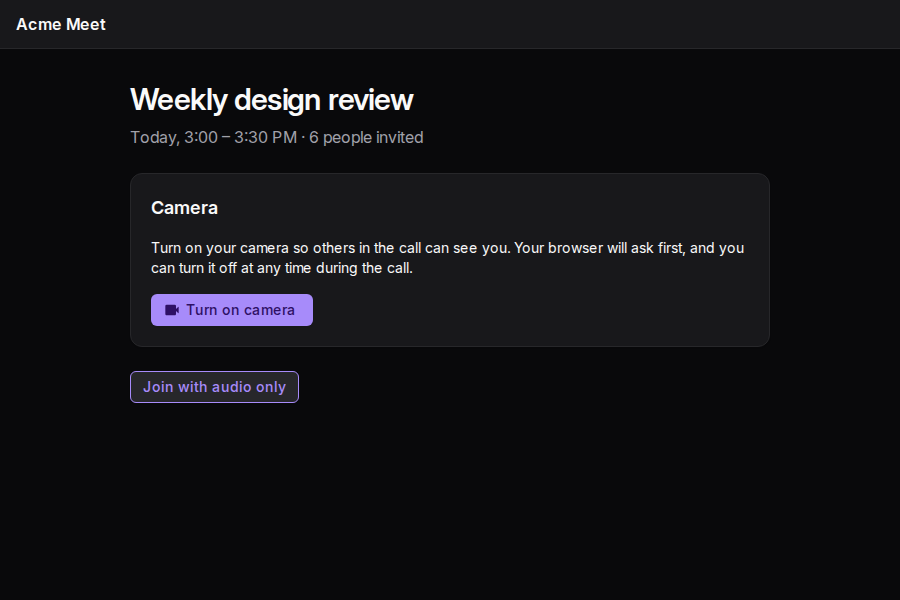 Acme Meet
Weekly design review
Today, 3:00 – 3:30 PM · 6 people invited
Camera
Turn on your camera so others in the call can see you. Your browser will ask first, and you
can turn it off at any time during the call.
Turn on camera
Join with audio only